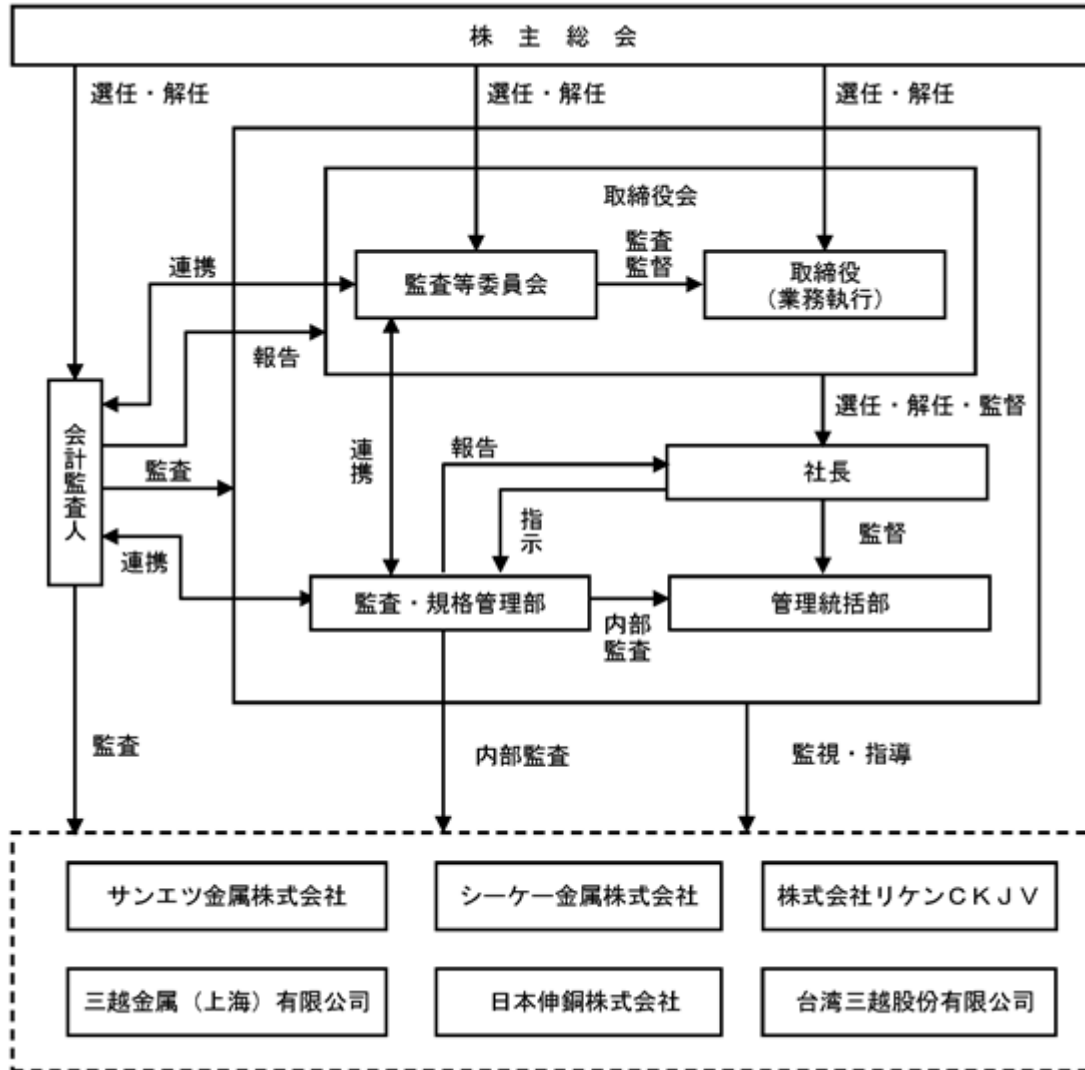 株主総会
選任・解任
選任・解任
選任・解任
取締役会
連携
監査等委員会
監査
監督
取締役
(業務執行)
報告
選任・解任・監督
会計監査人
連携
報告
社長
監査
指示
監督
連携
監査・規格管理部
内部
監査
管理統括部
監査
内部監査
監視・指導
サンエツ金属株式会社
シーケー金属株式会社
株式会社リケンCKJV
三越金属(上海)有限公司
日本伸銅株式会社
台湾三越股份有限公司